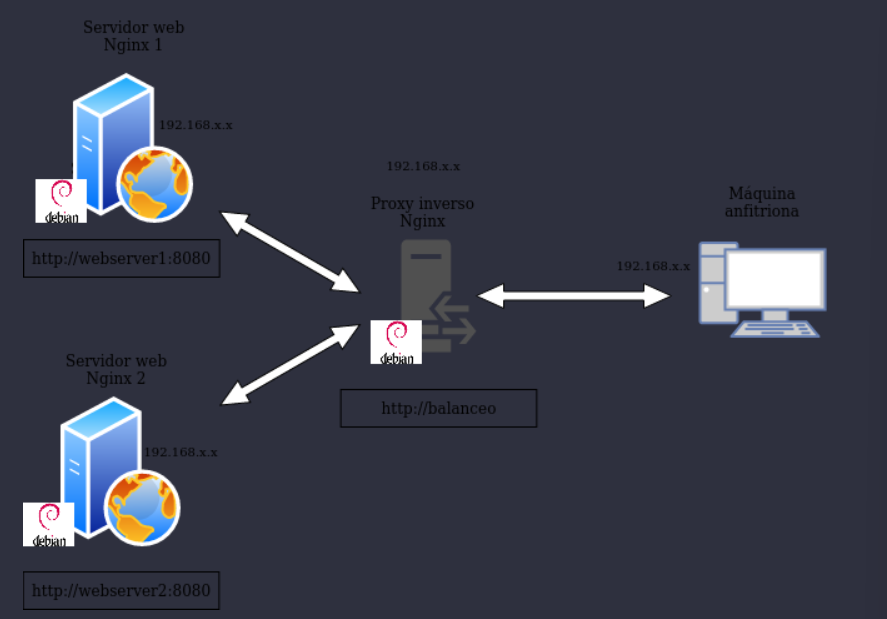 Servidor web
Nginx 1
192.168.x.x
debian
http://webserver1:8080
192.168.x.x
Proxy inverso
Nginx
debian
http://balanceo
Máquina
anfitriona
192.168.x.x
Servidor web
Nginx 2
192.168.x.x
debian
http://webserver2:8080